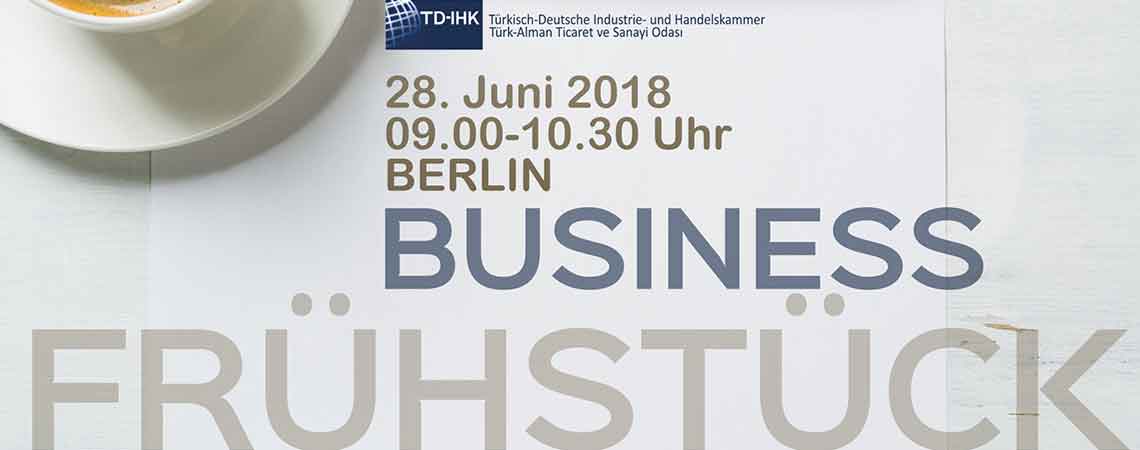 TD-IHK
Türkisch-Deutsche Industrie- und Handelskammer
Türk-Alman Ticaret ve Sanayi Odası
28. Juni 2018
09.00-10.30 Uhr
BERLIN
BUSINESS
FRÜHSTÜCK